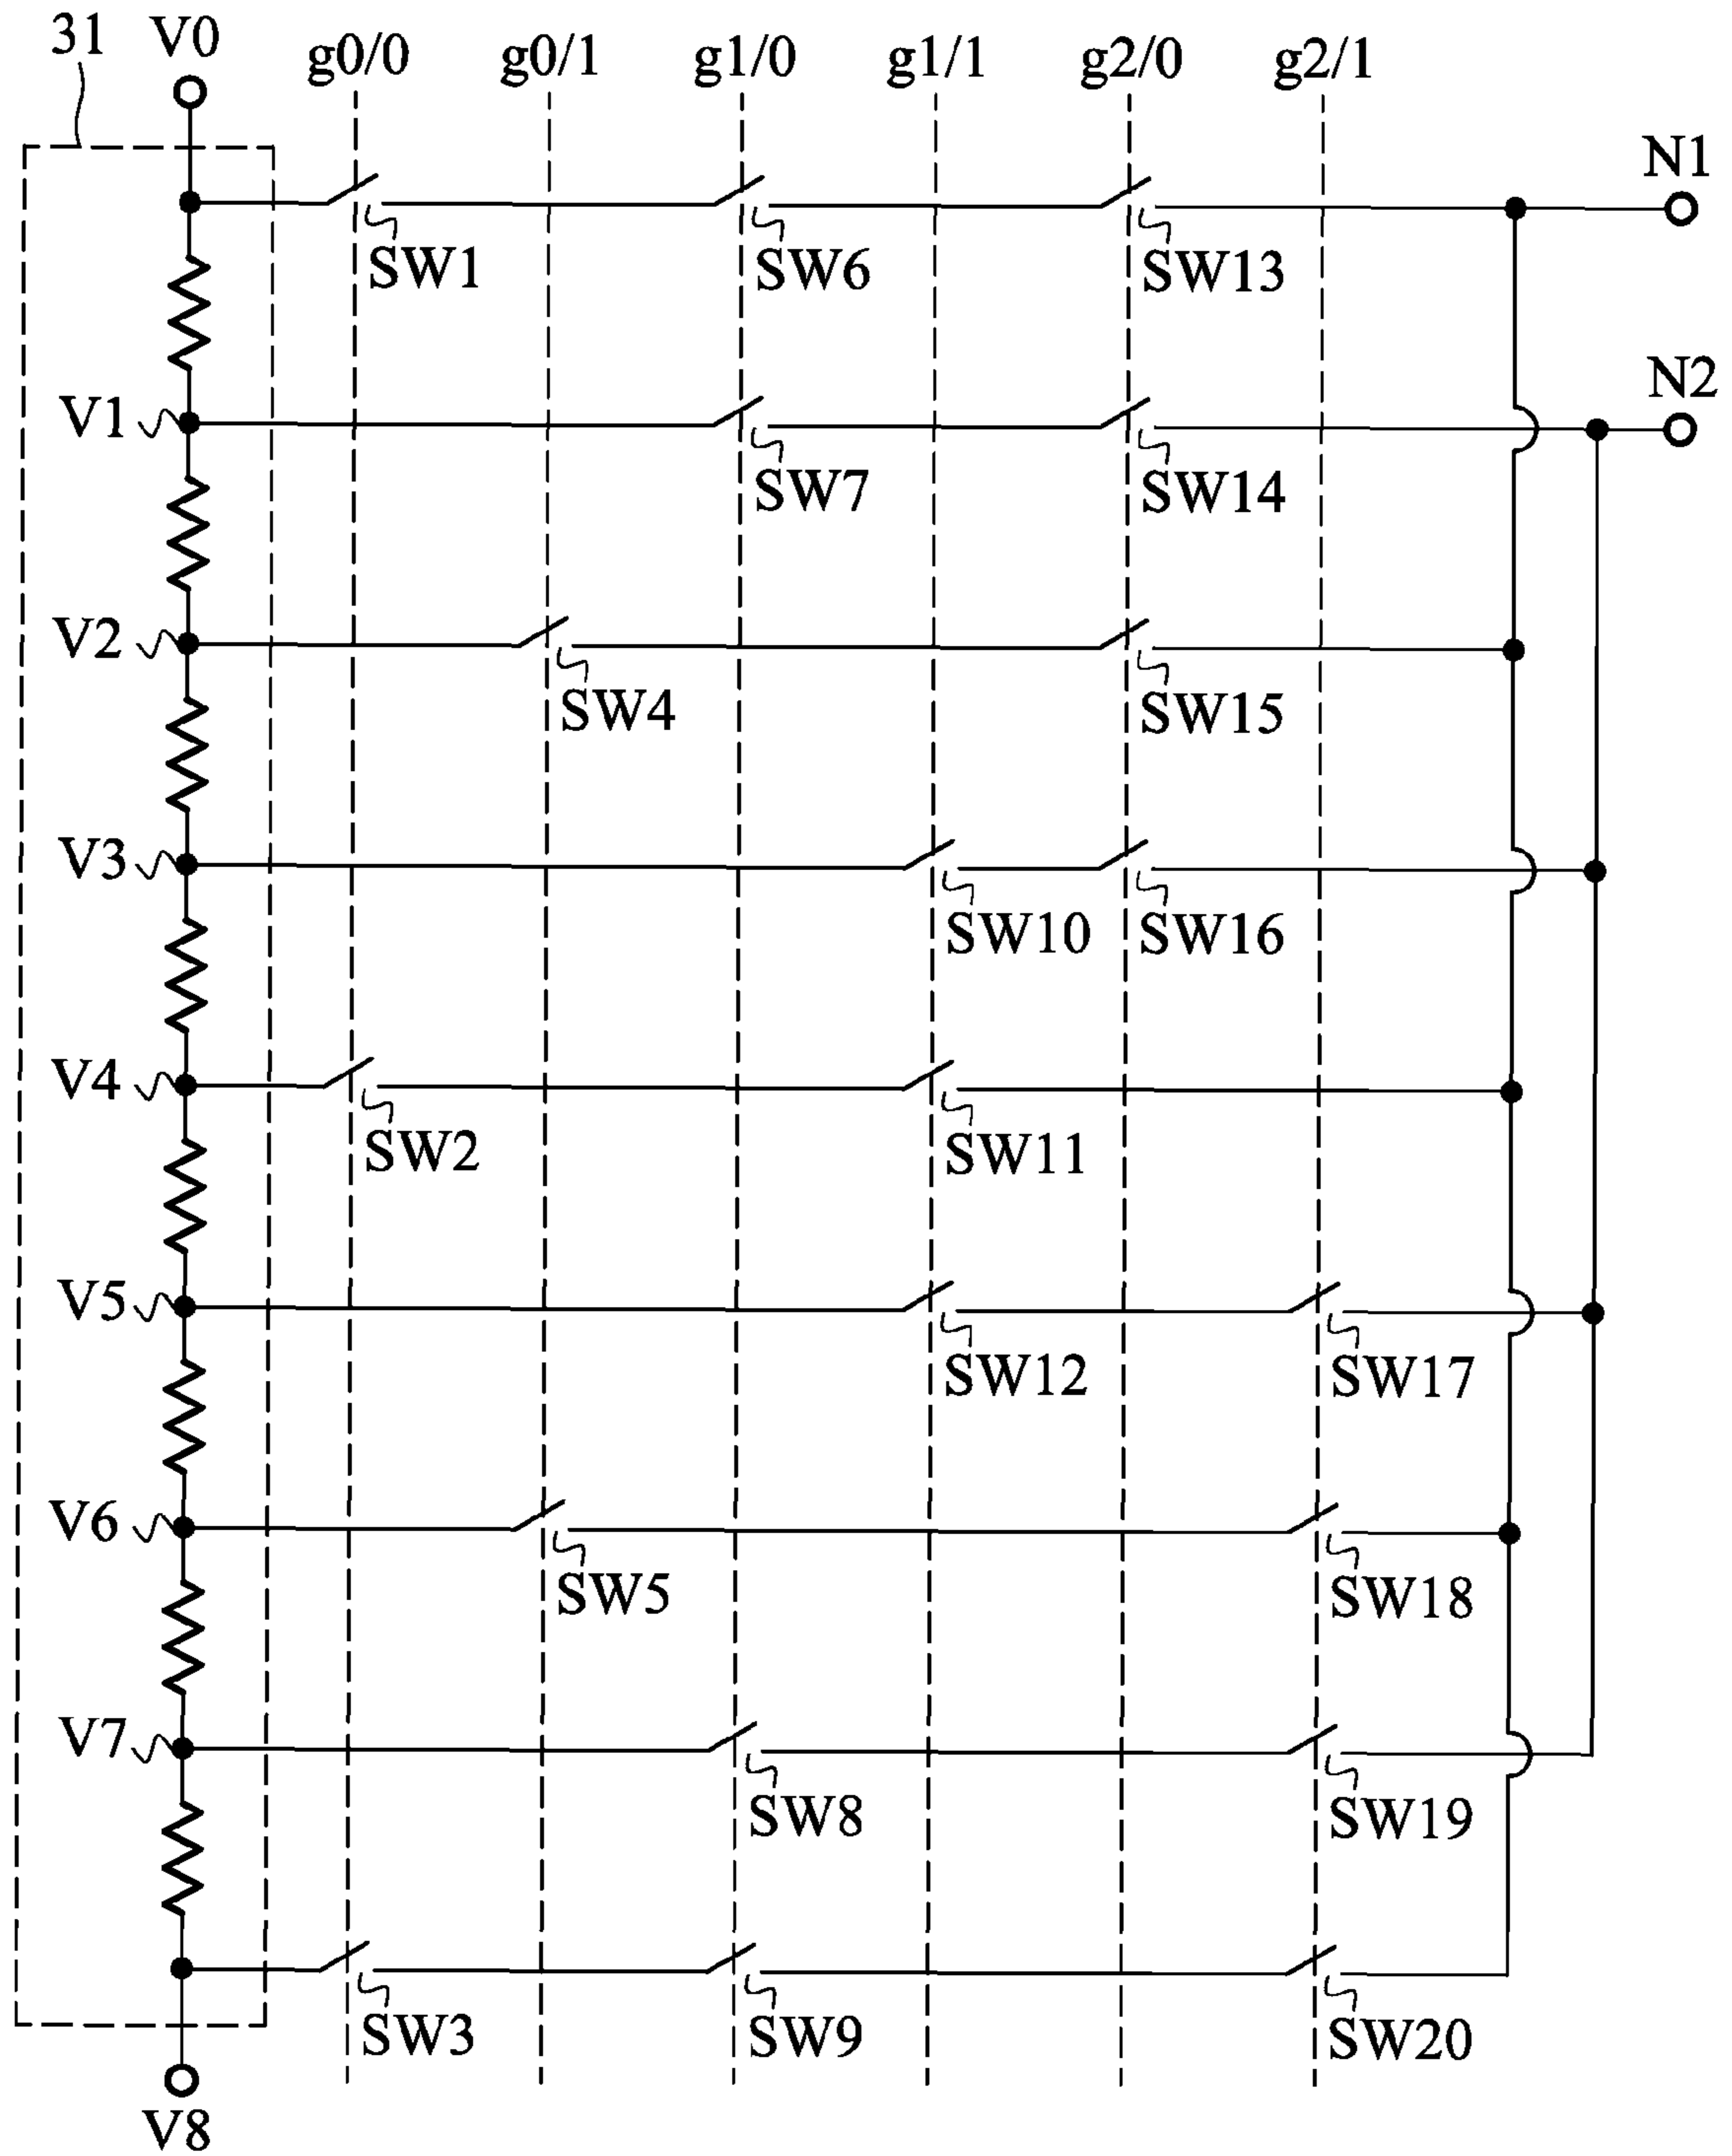 31 V0 g0/0 g0/1 g1/0 g1/1 g2/0 g2/1
N1
SW1 SW6 SW13
N2
V1
SW7 SW14
V2
SW4 SW15
V3
SW10 SW16
V4
SW2 SW11
V5
SW12 SW17
V6
SW5 SW18
V7
SW8 SW19
SW3 SW9 SW20
V8